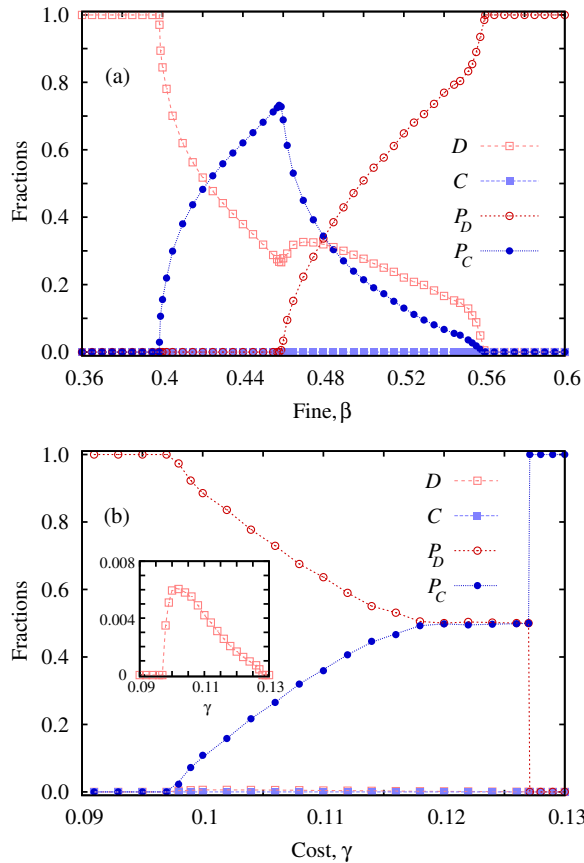 1.0
0.8
0.6
0.4
0.2
0.0
Fractions
(a)
D
C
P_D
P_C
0.36 0.4 0.44 0.48 0.52 0.56 0.6
Fine, β
1.0
0.8
0.6
0.4
0.2
0.0
Fractions
(b)
D
C
P_D
P_C
0.008
0.004
0
0.09 0.11 0.13
γ
0.09 0.1 0.11 0.12 0.13
Cost, γ